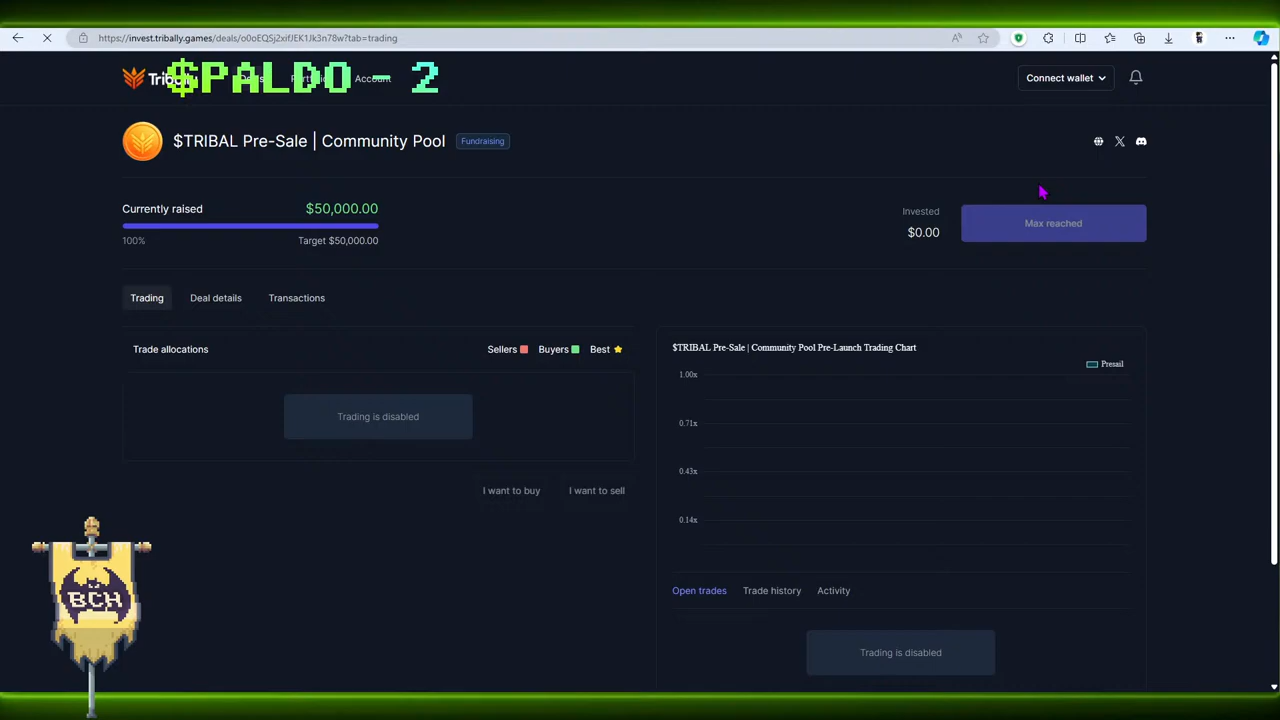 https://invest.tribally.games/deals/o0oEQSj2xifJEK1Jk3n78w?tab=trading
$PALDO - 2
Account
Connect wallet
$TRIBAL Pre-Sale | Community Pool
Fundraising
Currently raised
$50,000.00
Invested
$0.00
Max reached
100%
Target $50,000.00
Trading
Deal details
Transactions
Trade allocations
Sellers
Buyers
Best
Trading is disabled
I want to buy
I want to sell
$TRIBAL Pre-Sale | Community Pool Pre-Launch Trading Chart
Presail
1.00x
0.71x
0.43x
0.14x
Open trades
Trade history
Activity
Trading is disabled
BCH